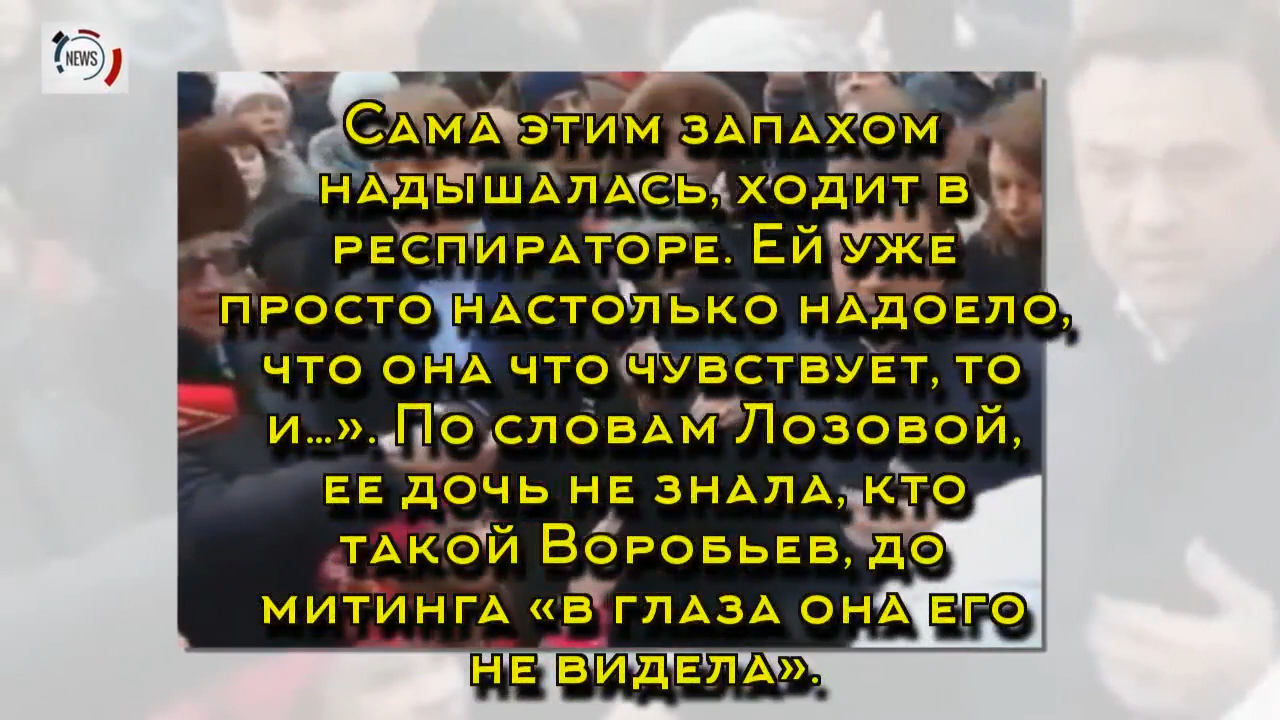 NEWS
Сама этим запахом
надышалась, ходит в
респираторе. Ей уже
просто настолько надоело,
что она что чувствует, то
и...». По словам Лозовой,
ее дочь не знала, кто
такой Воробьев, до
митинга «в глаза она его
не видела».